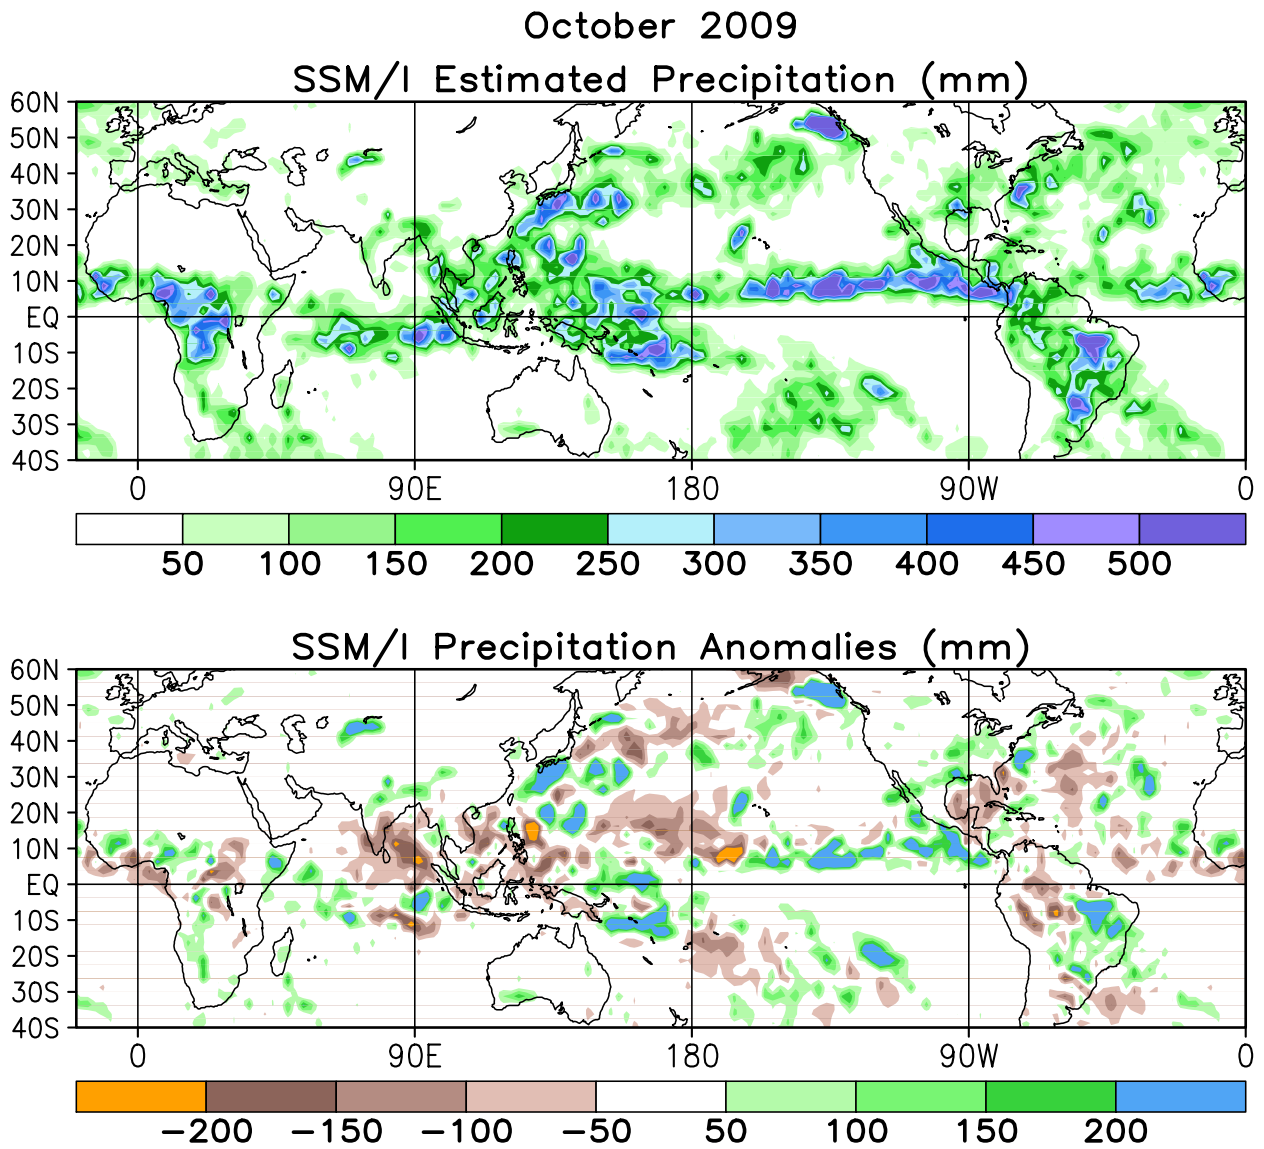 October 2009
SSM/I Estimated Precipitation (mm)
60N
50N
40N
30N
20N
10N
EQ
10S
20S
30S
40S
0 90E 180 90W 0
50 100 150 200 250 300 350 400 450 500
SSM/I Precipitation Anomalies (mm)
60N
50N
40N
30N
20N
10N
EQ
10S
20S
30S
40S
0 90E 180 90W 0
−200 −150 −100 −50 50 100 150 200